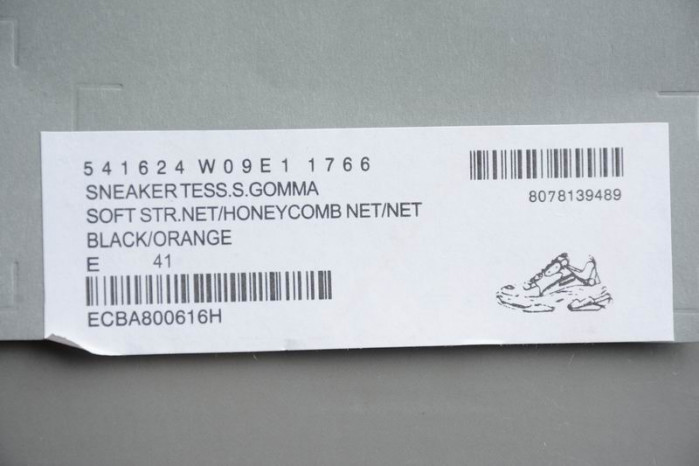 541624 W09E1 1766
SNEAKER TESS.S.GOMMA
SOFT STR.NET/HONEYCOMB NET/NET
BLACK/ORANGE
E 41
ECBA800616H
8078139489